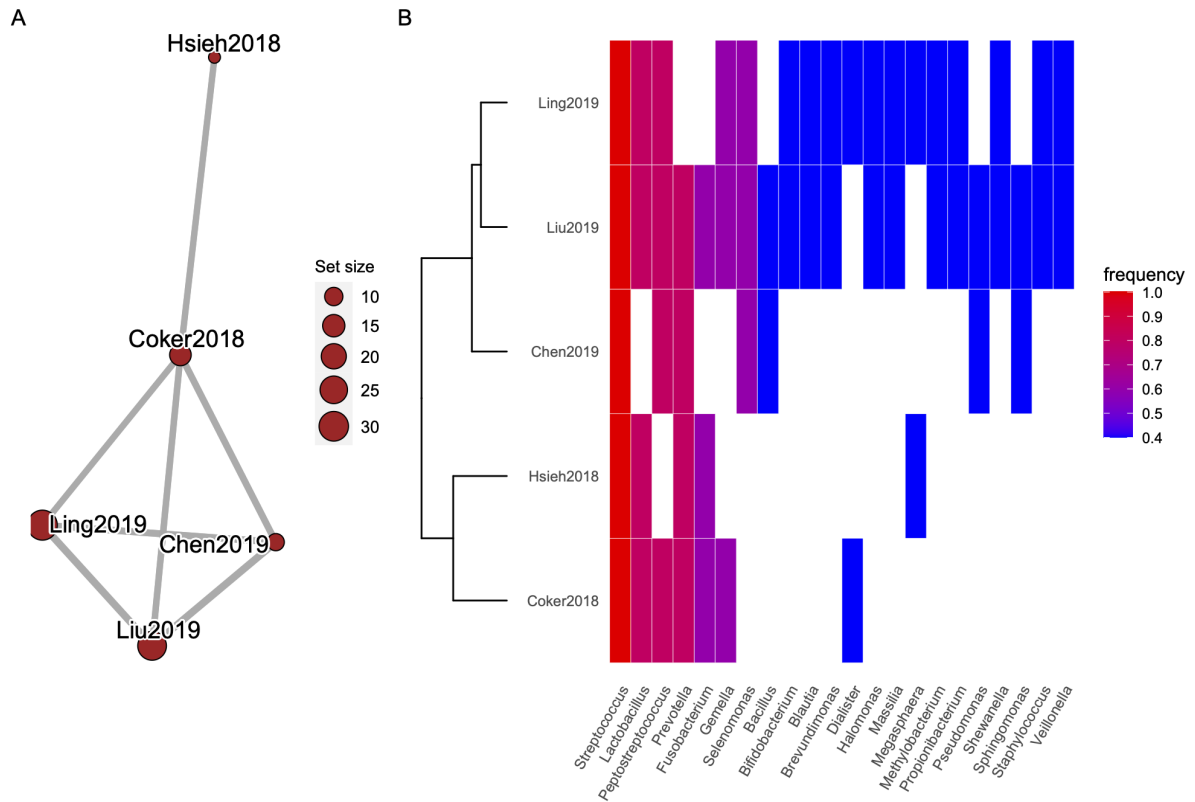 A
Hsieh2018
Coker2018
Ling2019
Chen2019
Liu2019
Set size
10
15
20
25
30
B
Ling2019
Liu2019
Chen2019
Hsieh2018
Coker2018
Streptococcus
Lactobacillus
Peptostreptococcus
Prevotella
Fusobacterium
Gemella
Selenomonas
Bacillus
Bifidobacterium
Blautia
Brevundimonas
Dialister
Halomonas
Massilia
Megasphaera
Methylobacterium
Propionibacterium
Pseudomonas
Shewanella
Sphingomonas
Staphylococcus
Veillonella
frequency
1.0
0.9
0.8
0.7
0.6
0.5
0.4